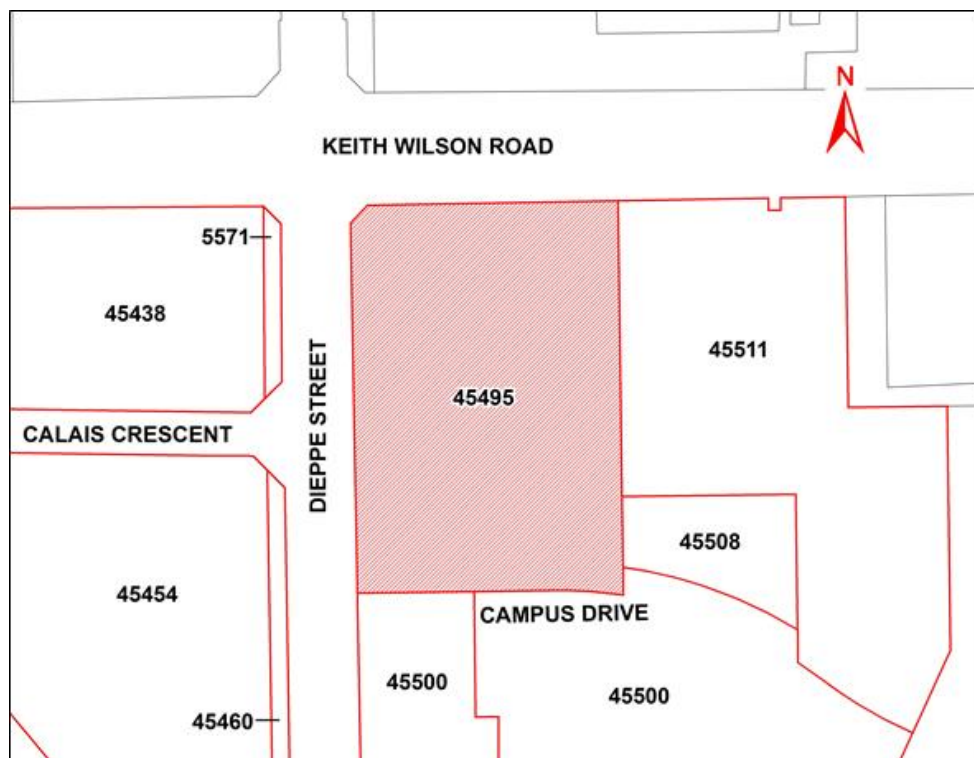 N
KEITH WILSON ROAD
5571
45438
45511
DIEPPE STREET
45495
CALAIS CRESCENT
45508
45454
CAMPUS DRIVE
45500
45500
45460